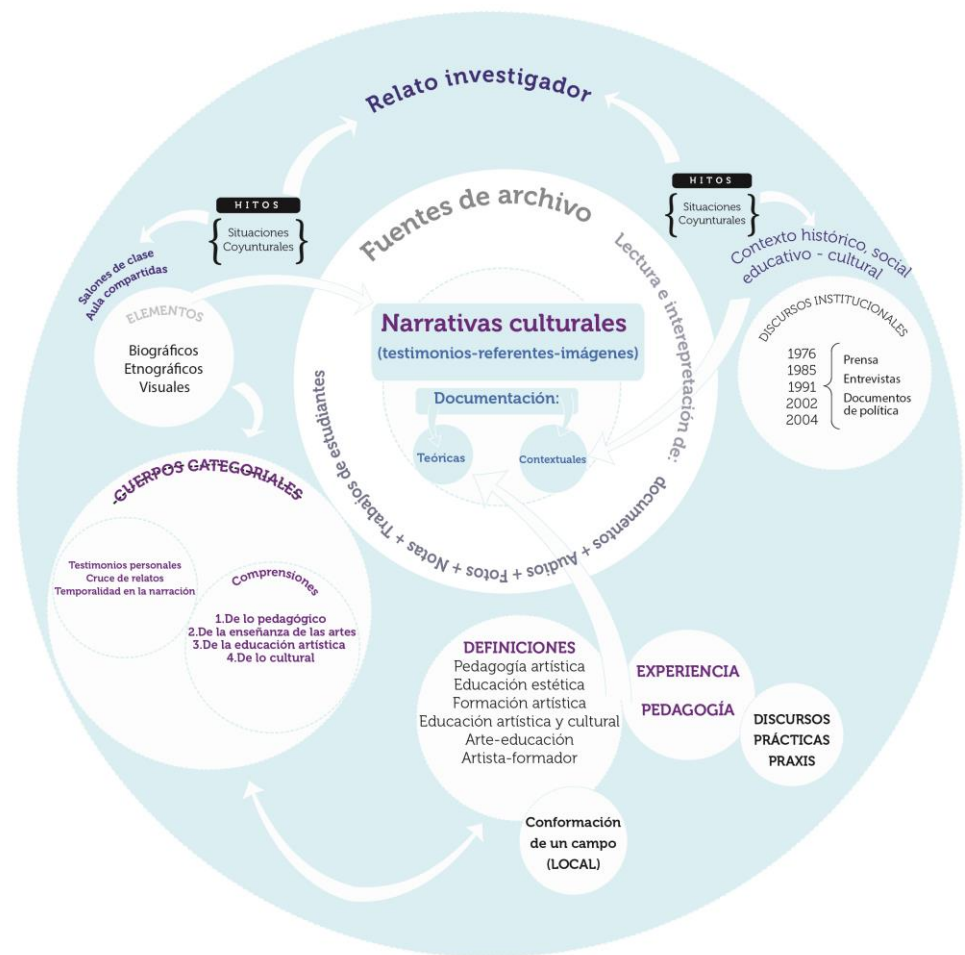 Relato investigador
HITOS
Situaciones
Coyunturales
HITOS
Situaciones
Coyunturales
Salones de clase
Aula compartidas
ELEMENTOS
Biográficos
Etnográficos
Visuales
Fuentes de archivo
Lectura e interepretación de:
documentos + Audios + Fotos + Notas + Trabajos de estudiantes
Narrativas culturales
(testimonios-referentes-imágenes)
Documentación:
Teóricas
Contextuales
Contexto histórico, social
educativo - cultural
DISCURSOS INSTITUCIONALES
1976
1985
1991
2002
2004
Prensa
Entrevistas
Documentos
de política
CUERPOS CATEGORIALES
Testimonios personales
Cruce de relatos
Temporalidad en la narración
Comprensiones
1.De lo pedagógico
2.De la enseñanza de las artes
3.De la educación artística
4.De lo cultural
DEFINICIONES
Pedagogía artística
Educación estética
Formación artística
Educación artística y cultural
Arte-educación
Artista-formador
EXPERIENCIA
PEDAGOGÍA
DISCURSOS
PRÁCTICAS
PRAXIS
Conformación
de un campo
(LOCAL)